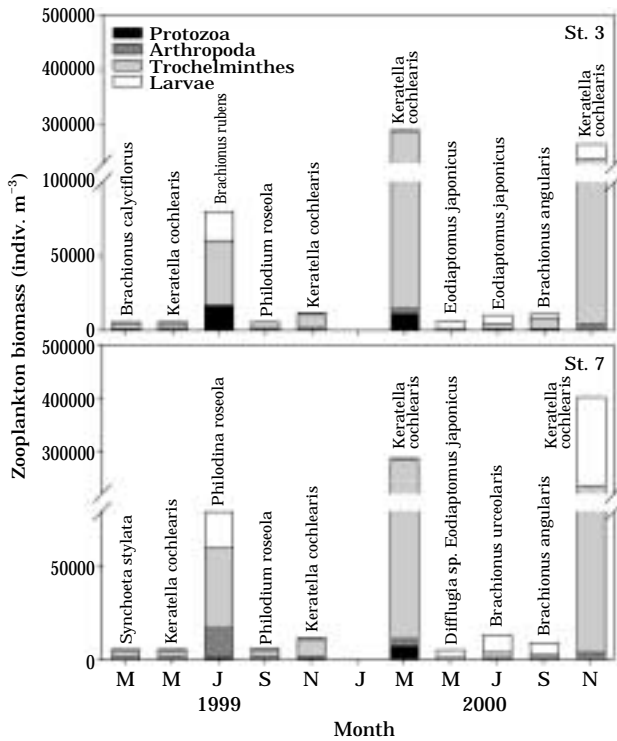 Zooplankton biomass (indiv. m⁻³)
St. 3
Protozoa
Arthropoda
Trochelminthes
Larvae
500000
400000
300000
100000
50000
0
Brachionus calyciflorus
Keratella cochlearis
Brachionus rubens
Philodium roseola
Keratella cochlearis
Keratella
cochlearis
Eodiaptomus japonicus
Eodiaptomus japonicus
Brachionus angularis
Keratella
cochlearis
St. 7
500000
400000
300000
50000
0
Synchoeta stylata
Keratella cochlearis
Philodina roseola
Philodium roseola
Keratella cochlearis
Keratella
cochlearis
Difflugia sp. Eodiaptomus japonicus
Brachionus urceolaris
Brachionus angularis
Keratella
cochlearis
M M J S N J M M J S N
1999 2000
Month